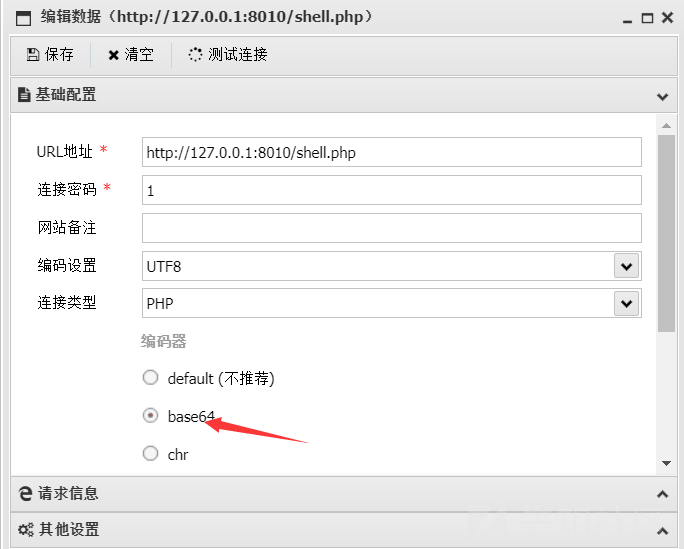 编辑数据（http://127.0.0.1:8010/shell.php）
保存 清空 测试连接
基础配置
URL地址 * http://127.0.0.1:8010/shell.php
连接密码 * 1
网站备注
编码设置 UTF8
连接类型 PHP
编码器
default (不推荐)
base64
chr
请求信息
其他设置